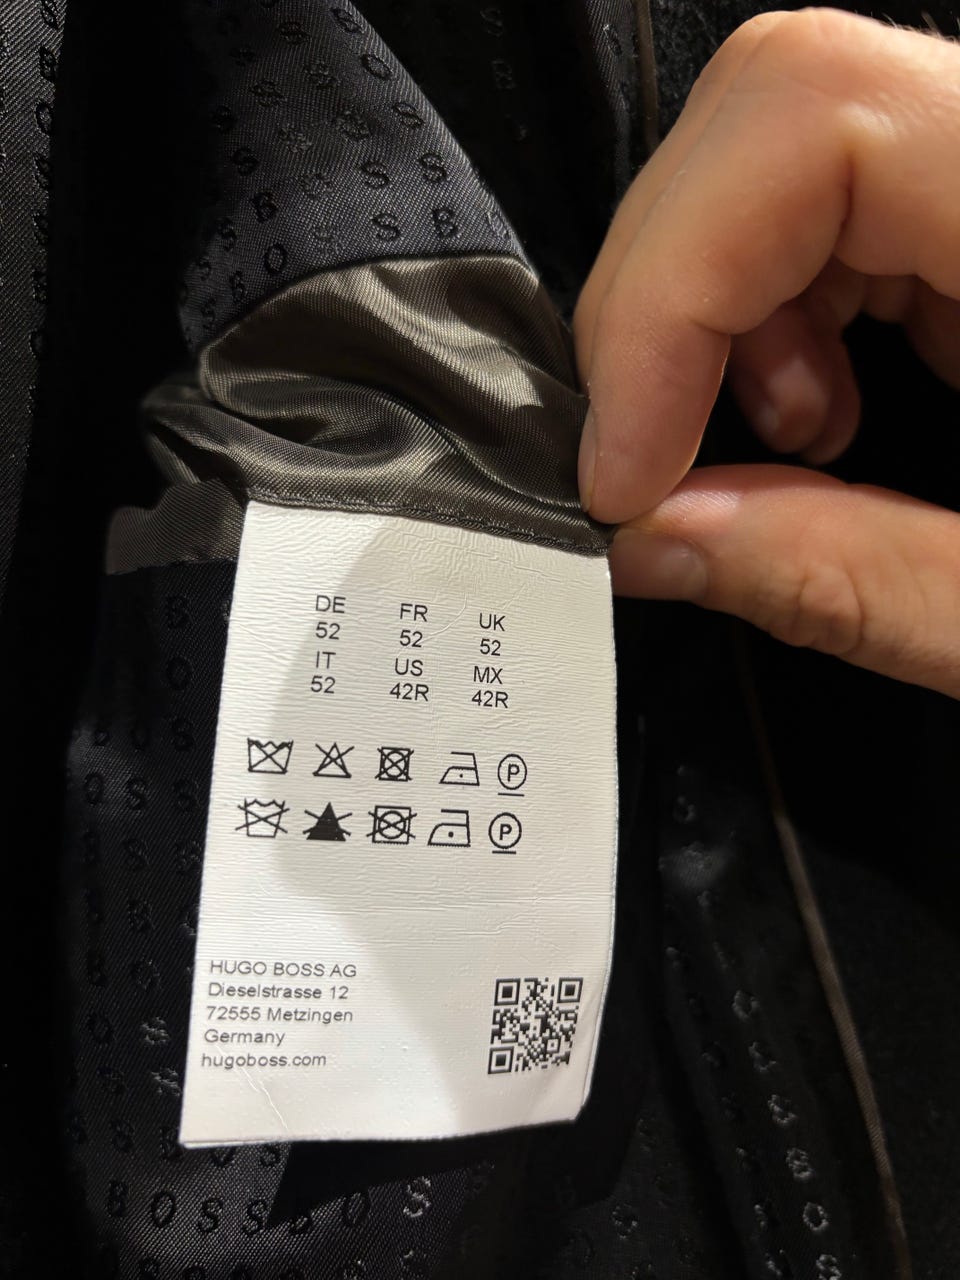 DE FR UK
52 52 52
IT US MX
52 42R 42R
P
P
HUGO BOSS AG
Dieselstrasse 12
72555 Metzingen
Germany
hugoboss.com
BOSS